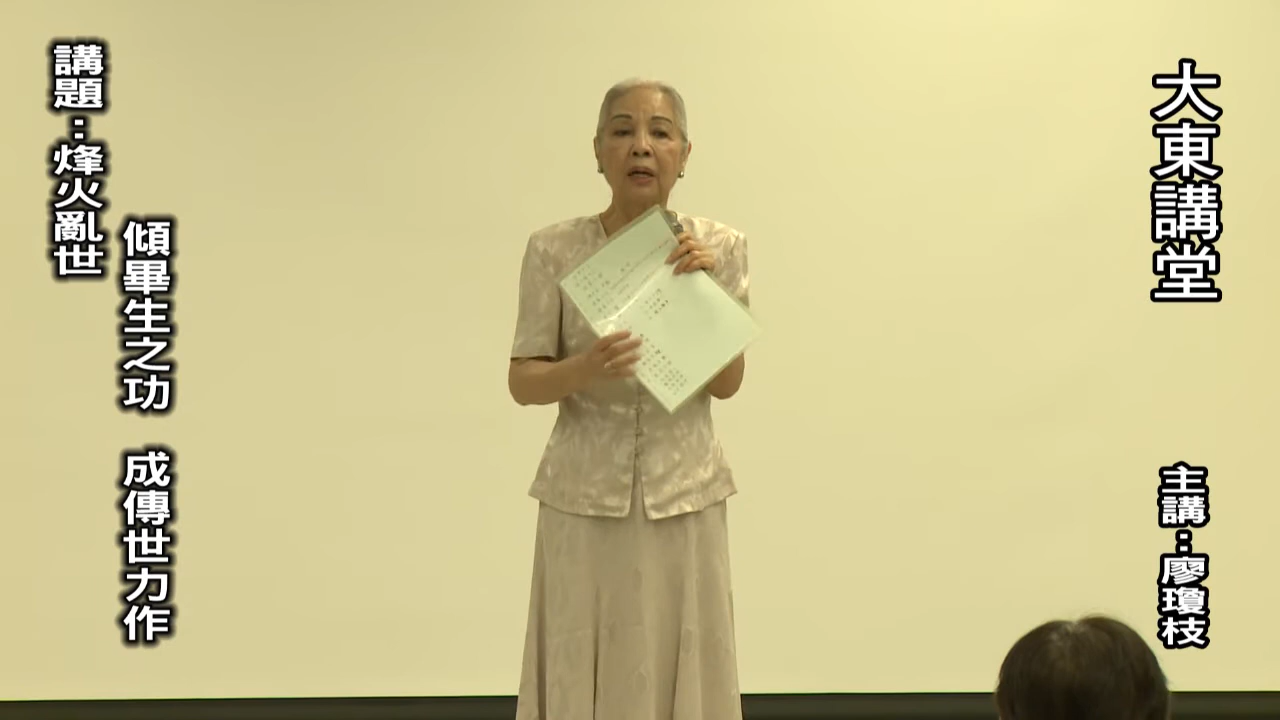 大東講堂
主講：廖瓊枝
講題：烽火亂世
傾畢生之功　成傳世力作